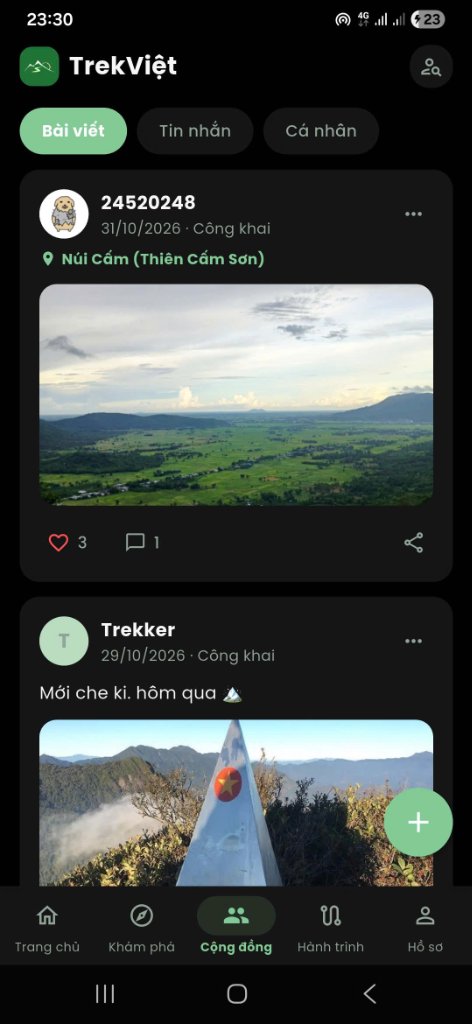 23:30
4G
23
TrekViệt
Bài viết
Tin nhắn
Cá nhân
24520248
31/10/2026 · Công khai
Núi Cấm (Thiên Cấm Sơn)
3
1
T
Trekker
29/10/2026 · Công khai
Mới che ki. hôm qua 🏔️
Trang chủ
Khám phá
Cộng đồng
Hành trình
Hồ sơ